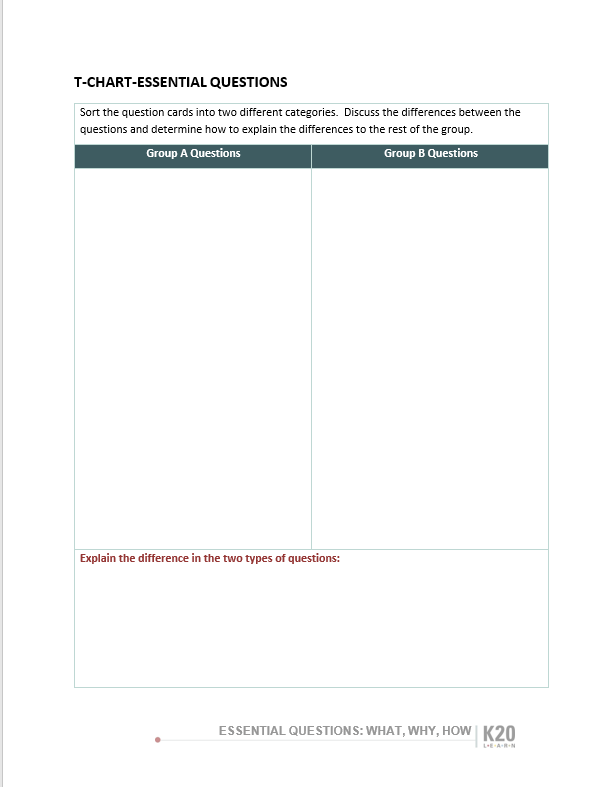 T-CHART-ESSENTIAL QUESTIONS
Sort the question cards into two different categories.  Discuss the differences between the
questions and determine how to explain the differences to the rest of the group.
Group A Questions
Group B Questions
Explain the difference in the two types of questions:
ESSENTIAL QUESTIONS: WHAT, WHY, HOW
K20
L·E·A·R·N